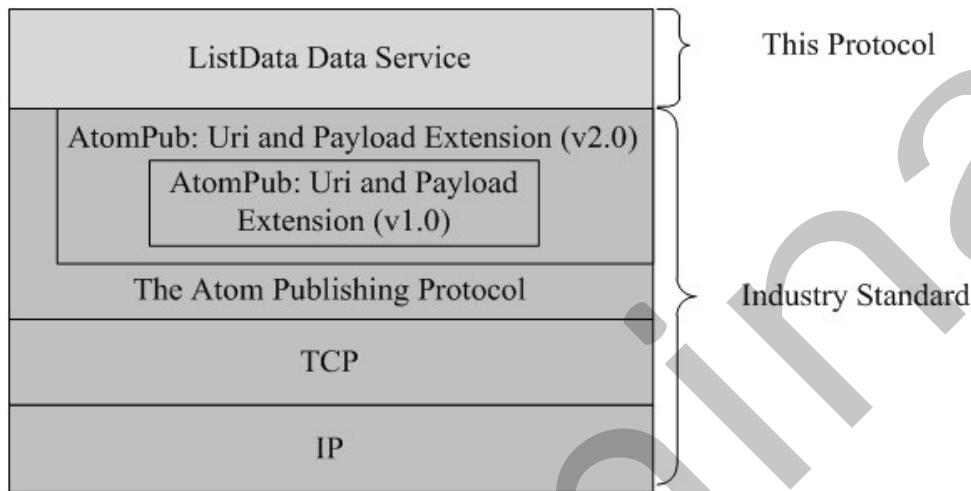 ListData Data Service
This Protocol
AtomPub: Uri and Payload Extension (v2.0)
AtomPub: Uri and Payload
Extension (v1.0)
The Atom Publishing Protocol
Industry Standard
TCP
IP